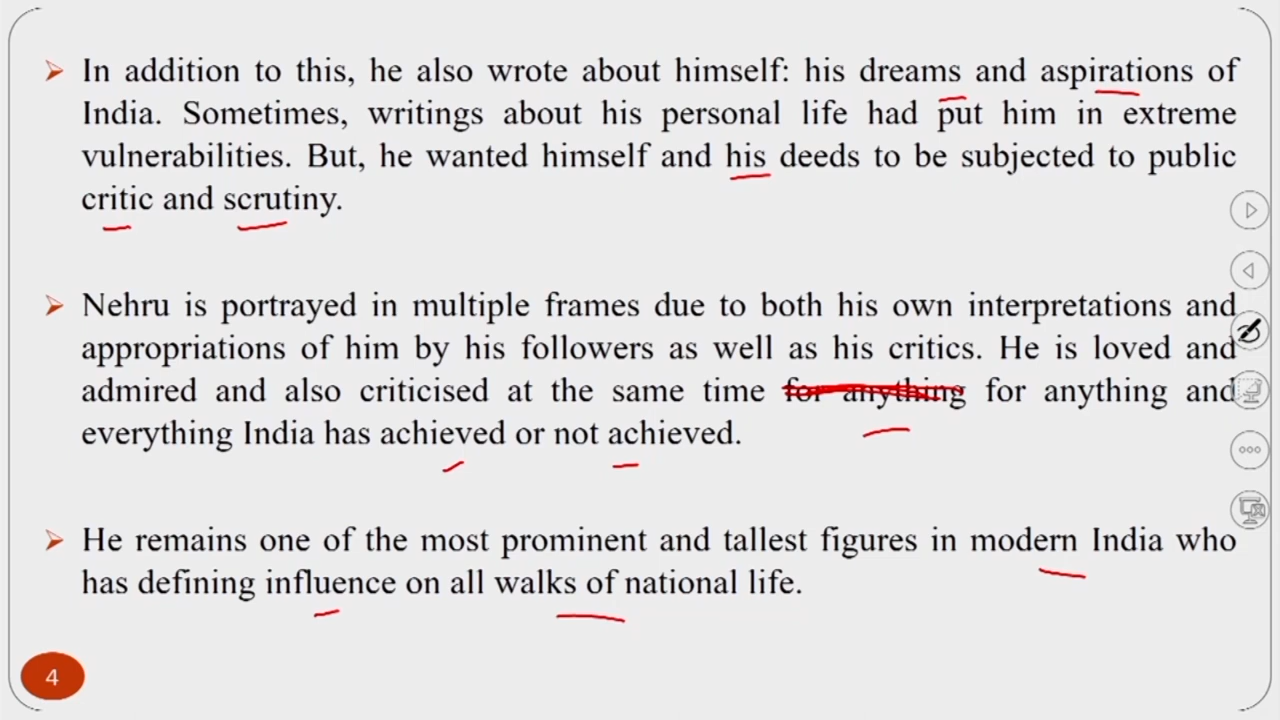 In addition to this, he also wrote about himself: his dreams and aspirations of
India. Sometimes, writings about his personal life had put him in extreme
vulnerabilities. But, he wanted himself and his deeds to be subjected to public
critic and scrutiny.
Nehru is portrayed in multiple frames due to both his own interpretations and
appropriations of him by his followers as well as his critics. He is loved and
admired and also criticised at the same time for anything for anything and
everything India has achieved or not achieved.
He remains one of the most prominent and tallest figures in modern India who
has defining influence on all walks of national life.
4